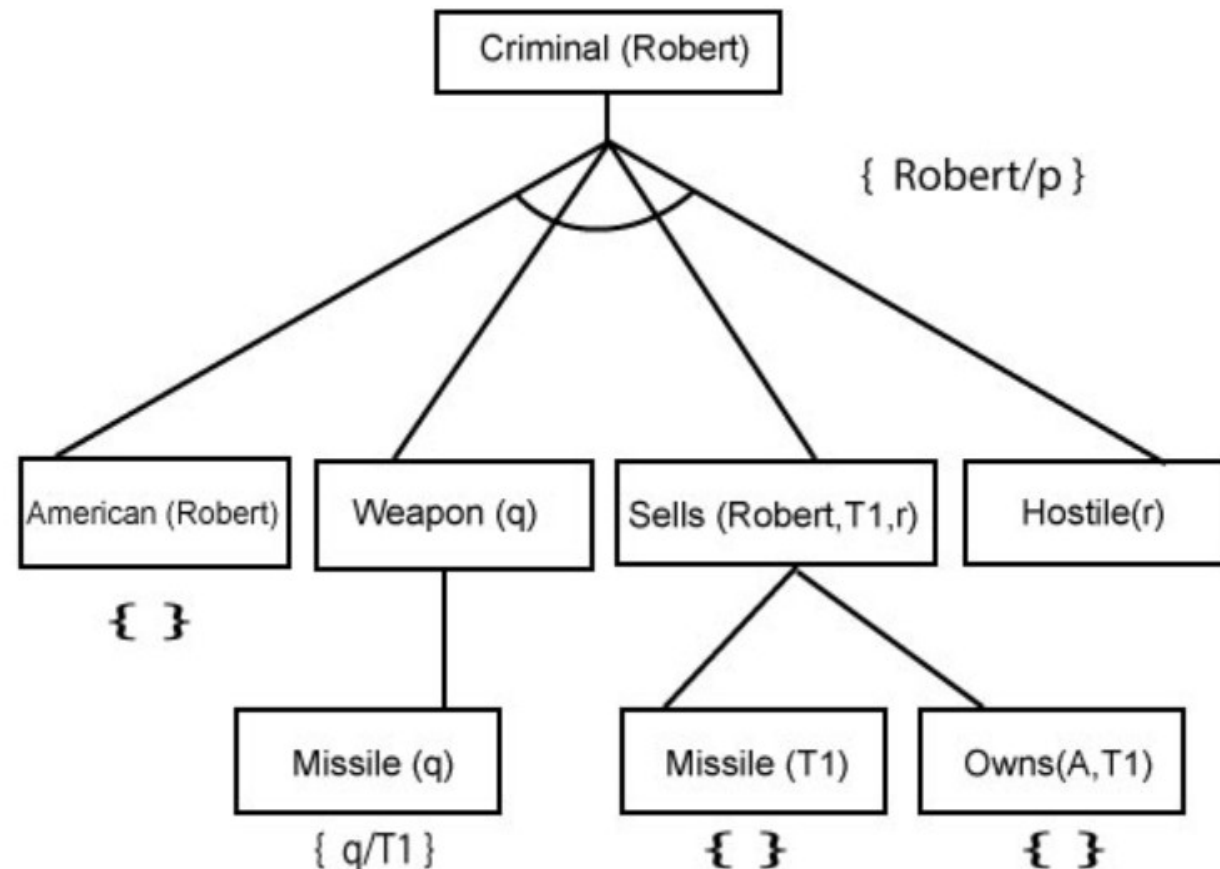 Criminal (Robert)
{ Robert/p }
American (Robert)
Weapon (q)
Sells (Robert,T1,r)
Hostile(r)
{ }
Missile (q)
Missile (T1)
Owns(A,T1)
{ q/T1 }
{ }
{ }